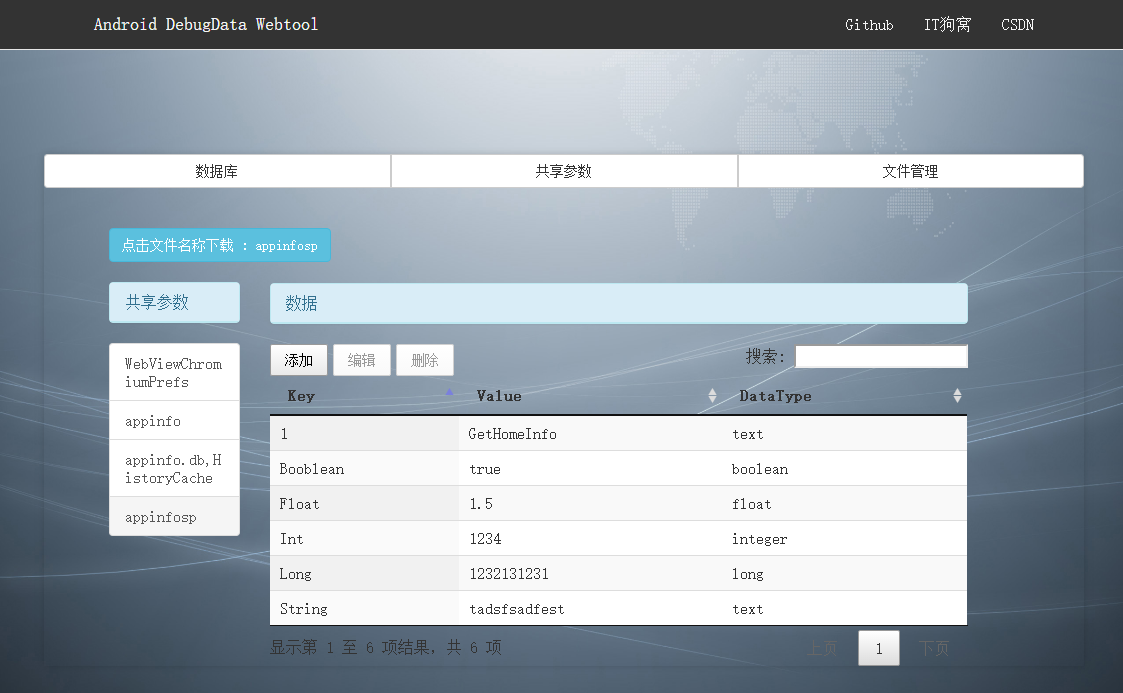 Android DebugData Webtool
Github IT狗窝 CSDN
数据库 共享参数 文件管理
点击文件名称下载 : appinfosp
共享参数
WebViewChrom
iumPrefs
appinfo
appinfo.db,H
istoryCache
appinfosp
数据
添加 编辑 删除 搜索:
Key Value DataType
1 GetHomeInfo text
Booblean true boolean
Float 1.5 float
Int 1234 integer
Long 1232131231 long
String tadsfsadfest text
显示第 1 至 6 项结果，共 6 项
上页 1 下页